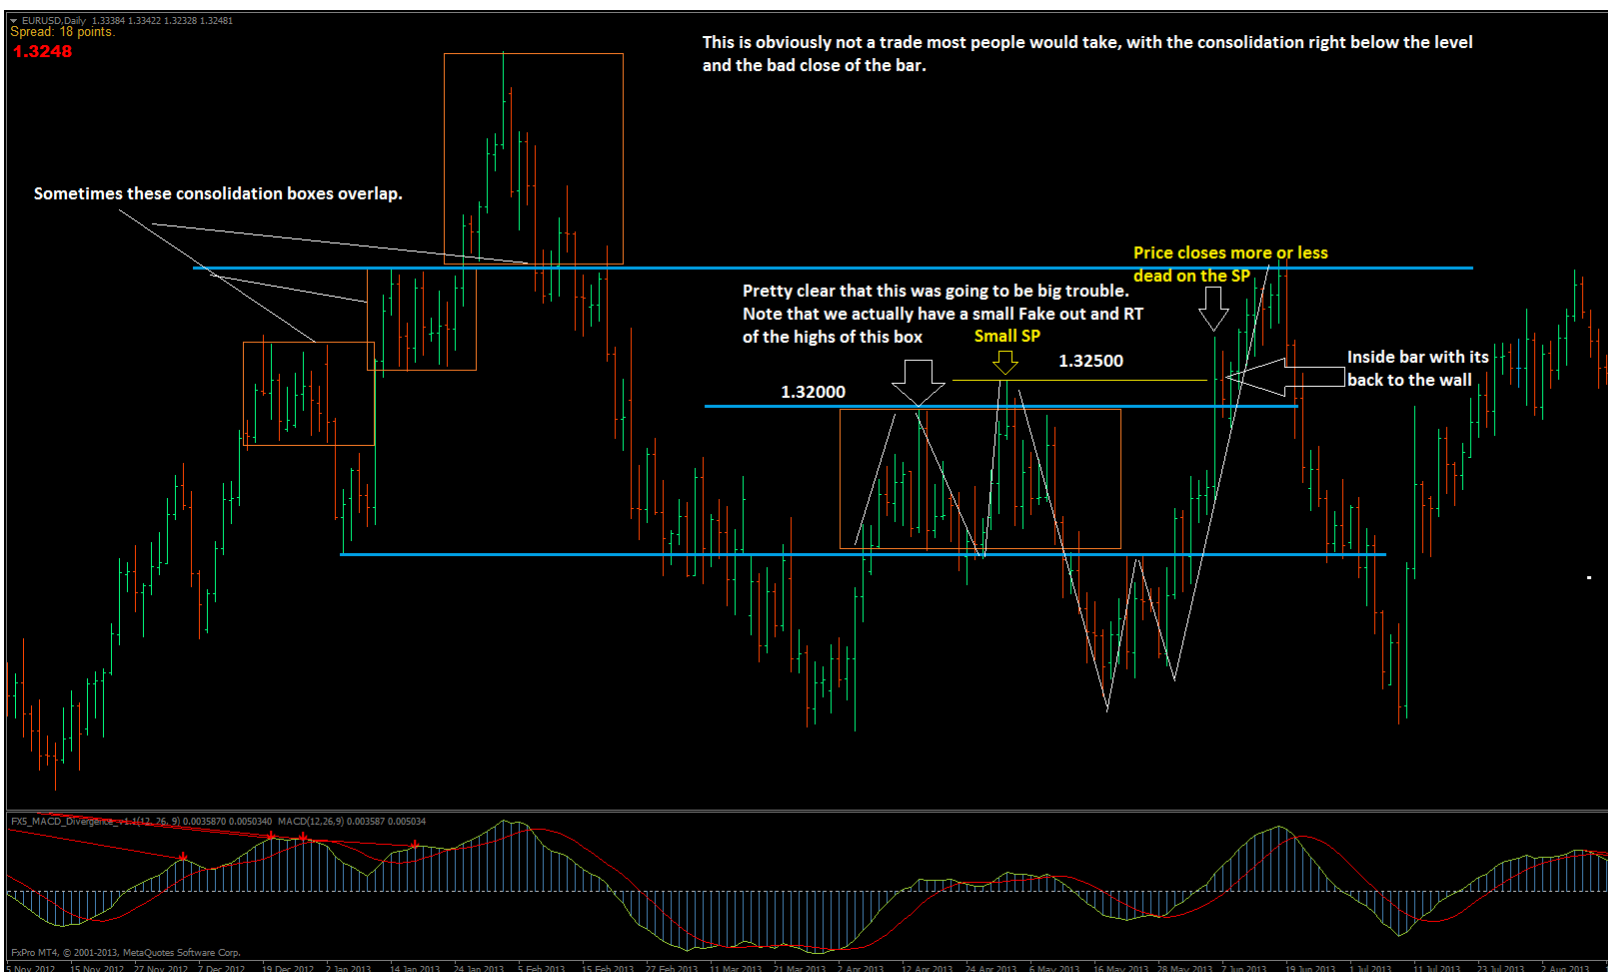 EURUSD,Daily 1.33384 1.33422 1.32328 1.32481
Spread: 18 points.
1.3248
This is obviously not a trade most people would take, with the consolidation right below the level
and the bad close of the bar.
Sometimes these consolidation boxes overlap.
Price closes more or less
dead on the SP
Pretty clear that this was going to be big trouble.
Note that we actually have a small Fake out and RT
of the highs of this box
Small SP
1.32500
1.32000
Inside bar with its
back to the wall
FX5_MACD_Divergence_v1.1(12, 26, 9) 0.0035870 0.0050340 MACD(12,26,9) 0.003587 0.005034
FxPro MT4, © 2001-2013, MetaQuotes Software Corp.
5 Nov 2012 15 Nov 2012 27 Nov 2012 7 Dec 2012 19 Dec 2012 2 Jan 2013 14 Jan 2013 24 Jan 2013 5 Feb 2013 15 Feb 2013 27 Feb 2013 11 Mar 2013 21 Mar 2013 2 Apr 2013 12 Apr 2013 24 Apr 2013 6 May 2013 16 May 2013 28 May 2013 7 Jun 2013 19 Jun 2013 1 Jul 2013 11 Jul 2013 23 Jul 2013 2 Aug 2013